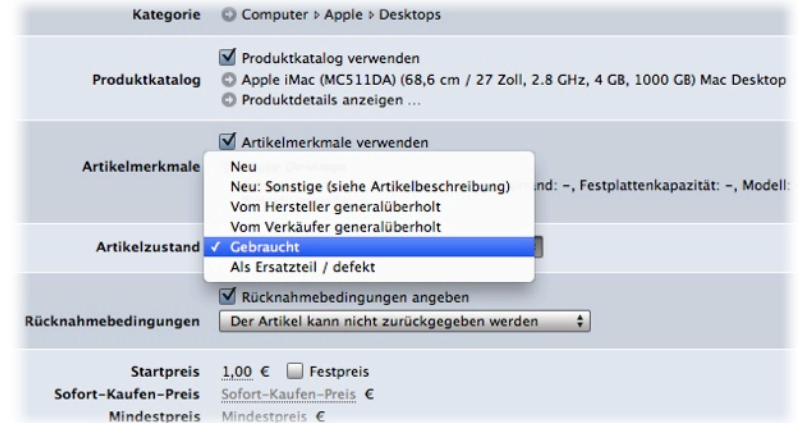 Kategorie Computer ▹ Apple ▹ Desktops
Produktkatalog verwenden
Produktkatalog Apple iMac (MC511DA) (68,6 cm / 27 Zoll, 2.8 GHz, 4 GB, 1000 GB) Mac Desktop
Produktdetails anzeigen ...
Artikelmerkmale verwenden
Artikelmerkmale
Neu
Neu: Sonstige (siehe Artikelbeschreibung)
nd: –, Festplattenkapazität: –, Modell:
Vom Hersteller generalüberholt
Vom Verkäufer generalüberholt
Artikelzustand ✓ Gebraucht
Als Ersatzteil / defekt
Rücknahmebedingungen angeben
Rücknahmebedingungen Der Artikel kann nicht zurückgegeben werden
Startpreis 1,00 € Festpreis
Sofort-Kaufen-Preis Sofort-Kaufen-Preis €
Mindestpreis Mindestpreis €